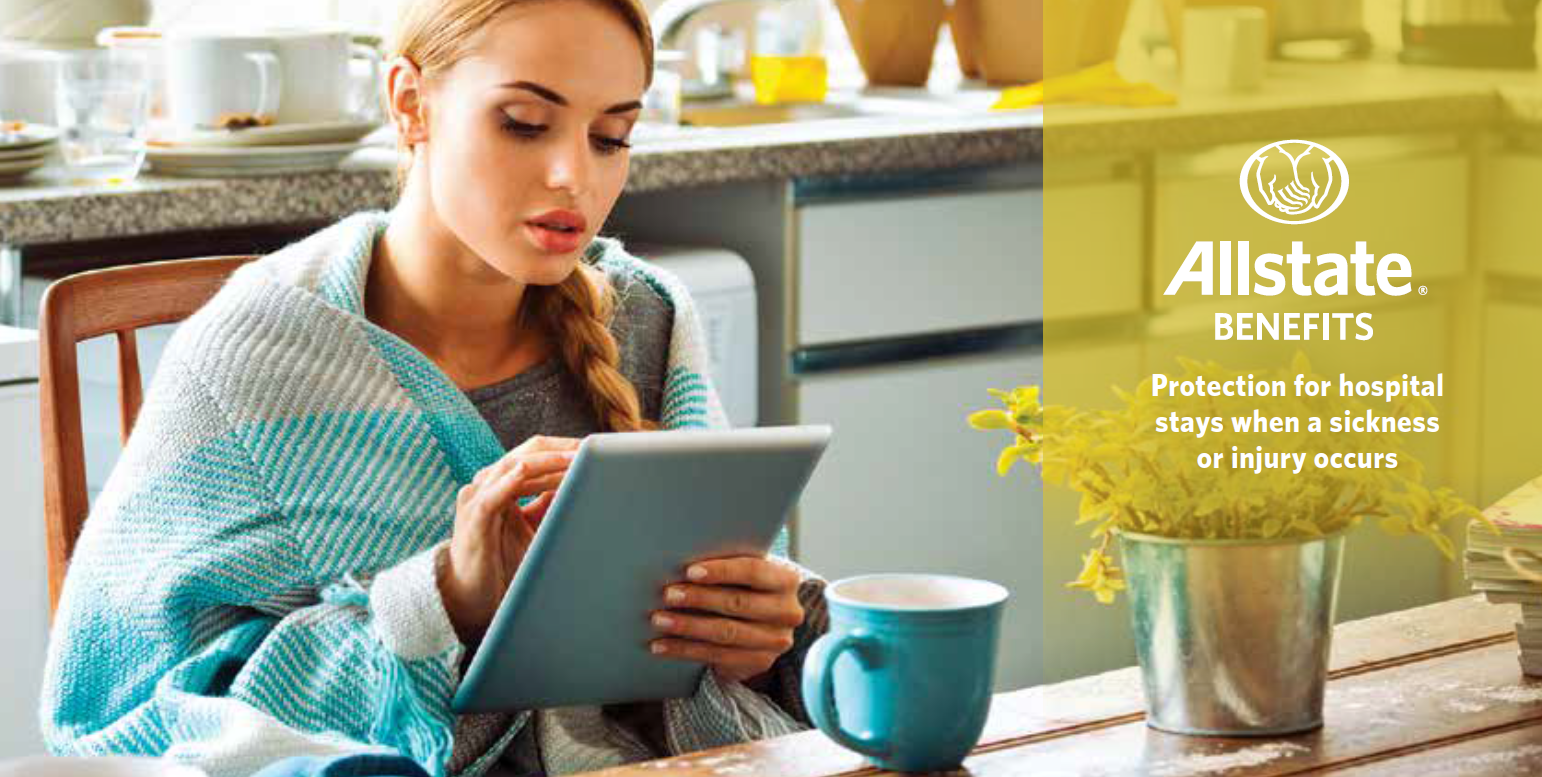 Allstate®
BENEFITS
Protection for hospital
stays when a sickness
or injury occurs